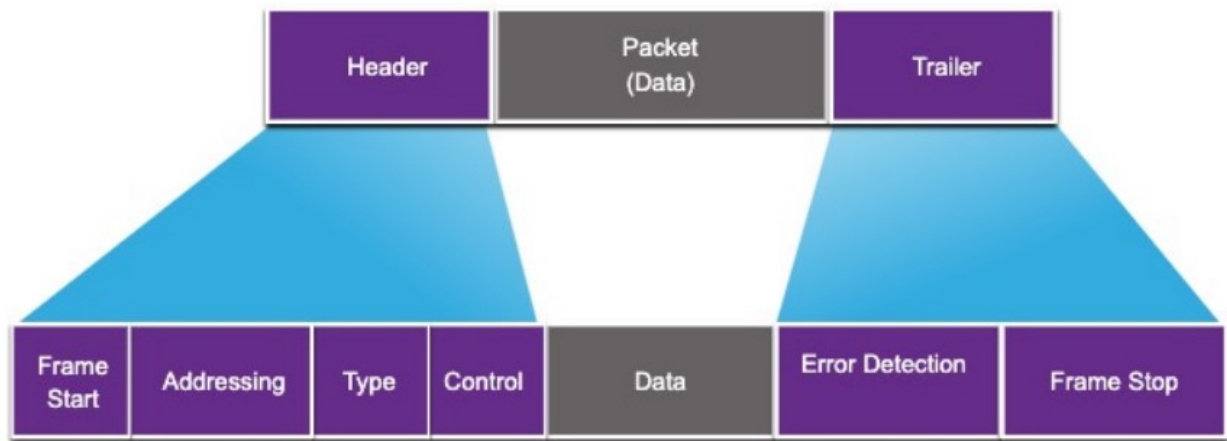 Header
Packet
(Data)
Trailer
Frame
Start
Addressing
Type
Control
Data
Error Detection
Frame Stop